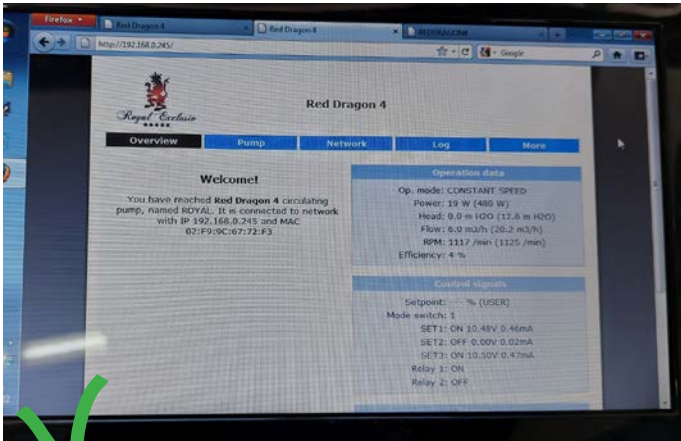 Firefox
Red Dragon 4
Red Dragon 4
REDDRAGON4
http://192.168.0.245/
Google
Royal Exclusiv
Red Dragon 4
Overview
Pump
Network
Log
More
Welcome!
You have reached Red Dragon 4 circulating
pump, named ROYAL. It is connected to network
with IP 192.168.0.245 and MAC
02:F9:9C:67:72:F3
Operation data
Op. mode: CONSTANT SPEED
Power: 19 W (480 W)
Head: 0.0 m H2O (12.6 m H2O)
Flow: 6.0 m3/h (20.2 m3/h)
RPM: 1117 /min (1125 /min)
Efficiency: 4 %
Control signals
Setpoint: --- % (USER)
Mode switch: 1
SET1: ON 10.48V 0.46mA
SET2: OFF 0.00V 0.02mA
SET3: ON 10.50V 0.47mA
Relay 1: ON
Relay 2: OFF